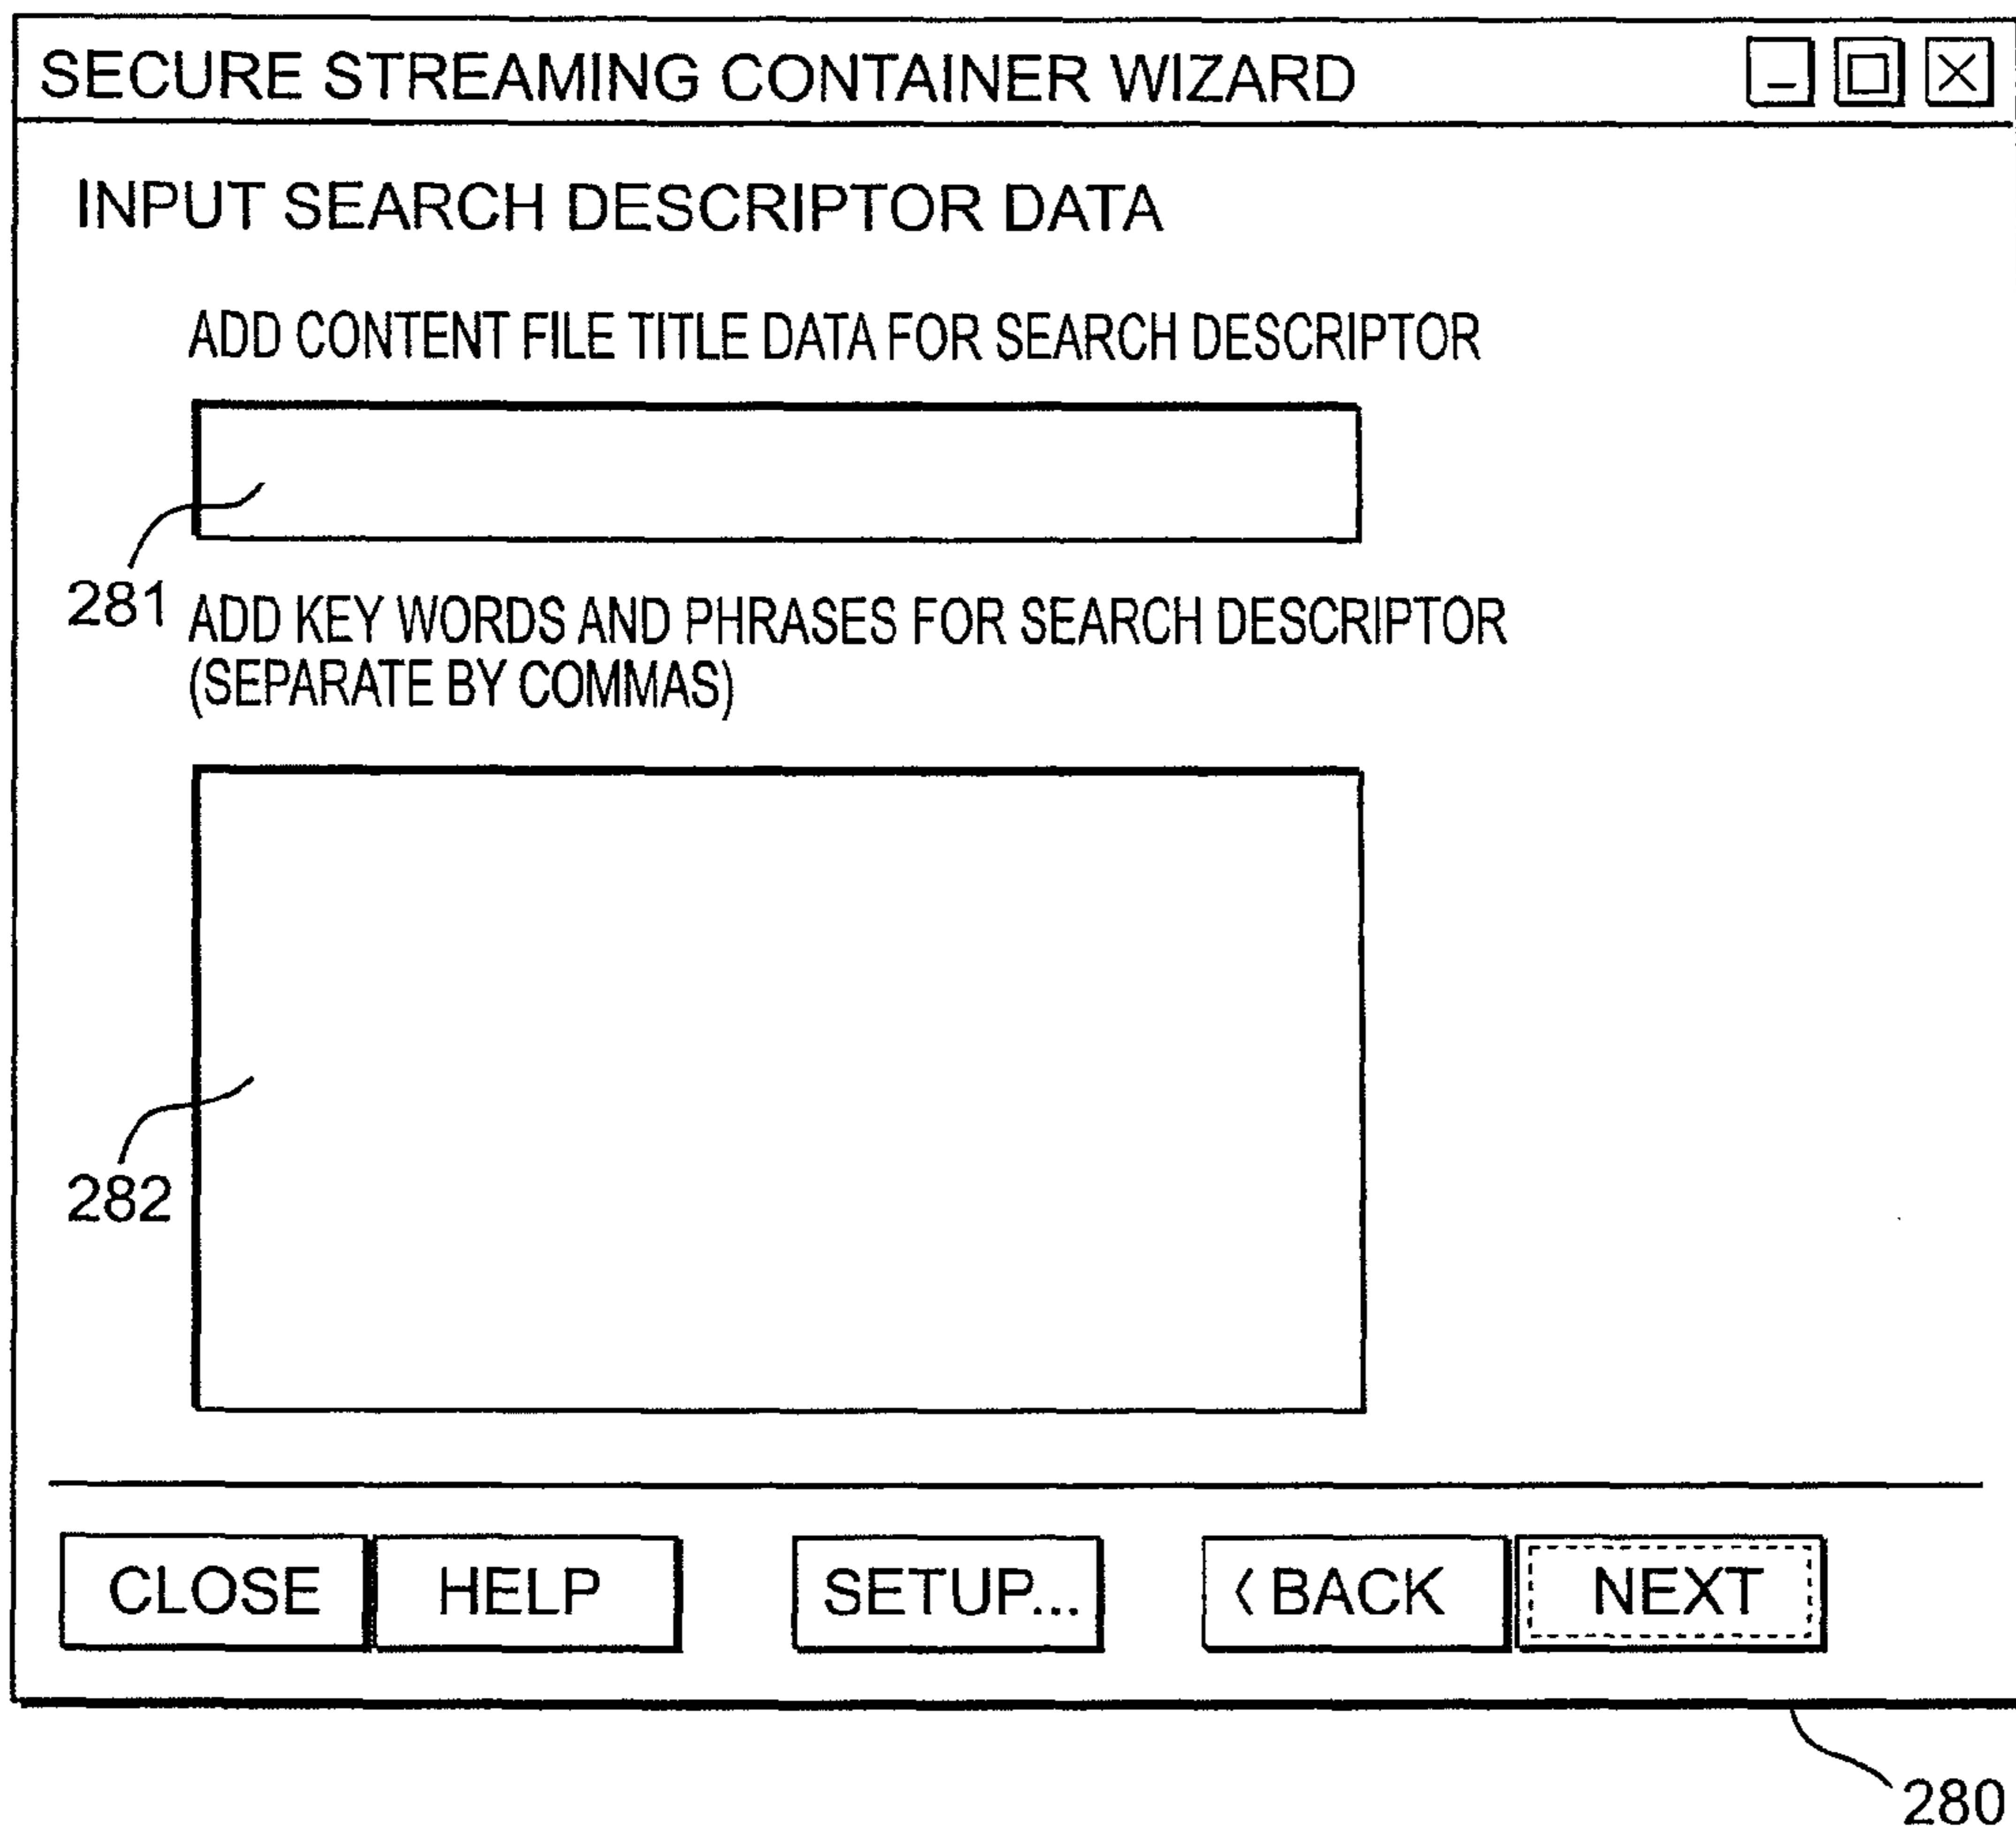 SECURE STREAMING CONTAINER WIZARD
INPUT SEARCH DESCRIPTOR DATA
ADD CONTENT FILE TITLE DATA FOR SEARCH DESCRIPTOR
281
ADD KEY WORDS AND PHRASES FOR SEARCH DESCRIPTOR
(SEPARATE BY COMMAS)
282
CLOSE HELP SETUP... < BACK NEXT
280